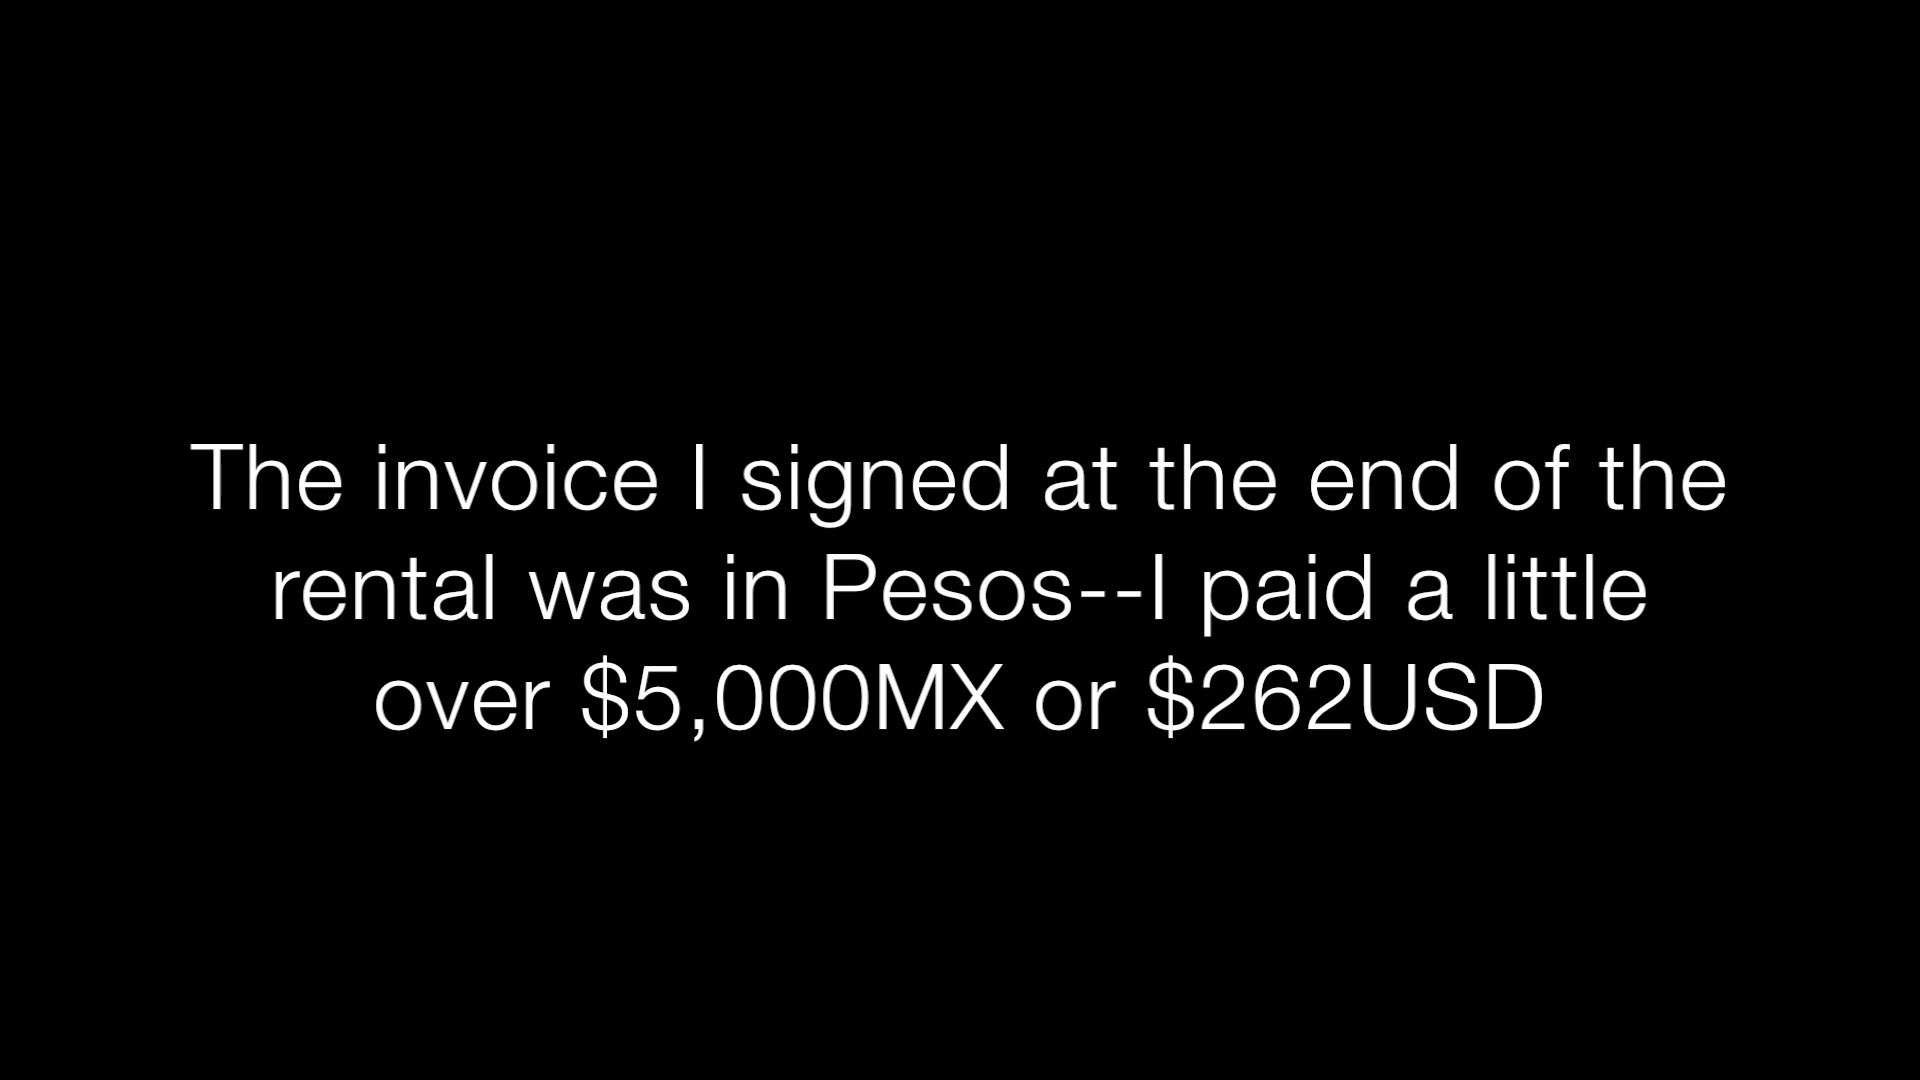 The invoice I signed at the end of the
rental was in Pesos--I paid a little
over $5,000MX or $262USD